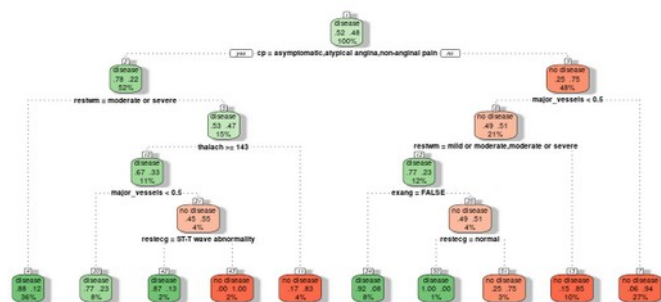 disease
.52 .48
100%
yes cp = asymptomatic,atypical angina,non-anginal pain no
disease
.78 .22
52%
no disease
.25 .75
48%
restwm = moderate or severe
major_vessels < 0.5
disease
.53 .47
15%
no disease
.49 .51
21%
thalach >= 143
restwm = mild or moderate,moderate or severe
disease
.67 .33
11%
disease
.77 .23
12%
major_vessels < 0.5
exang = FALSE
no disease
.45 .55
4%
no disease
.49 .51
4%
restecg = ST-T wave abnormality
restecg = normal
disease
.88 .12
36%
disease
.77 .23
8%
disease
.87 .13
2%
no disease
.00 1.00
2%
no disease
.17 .83
4%
disease
.92 .08
8%
disease
1.00 .00
1%
no disease
.25 .75
3%
no disease
.15 .85
10%
no disease
.06 .94
27%